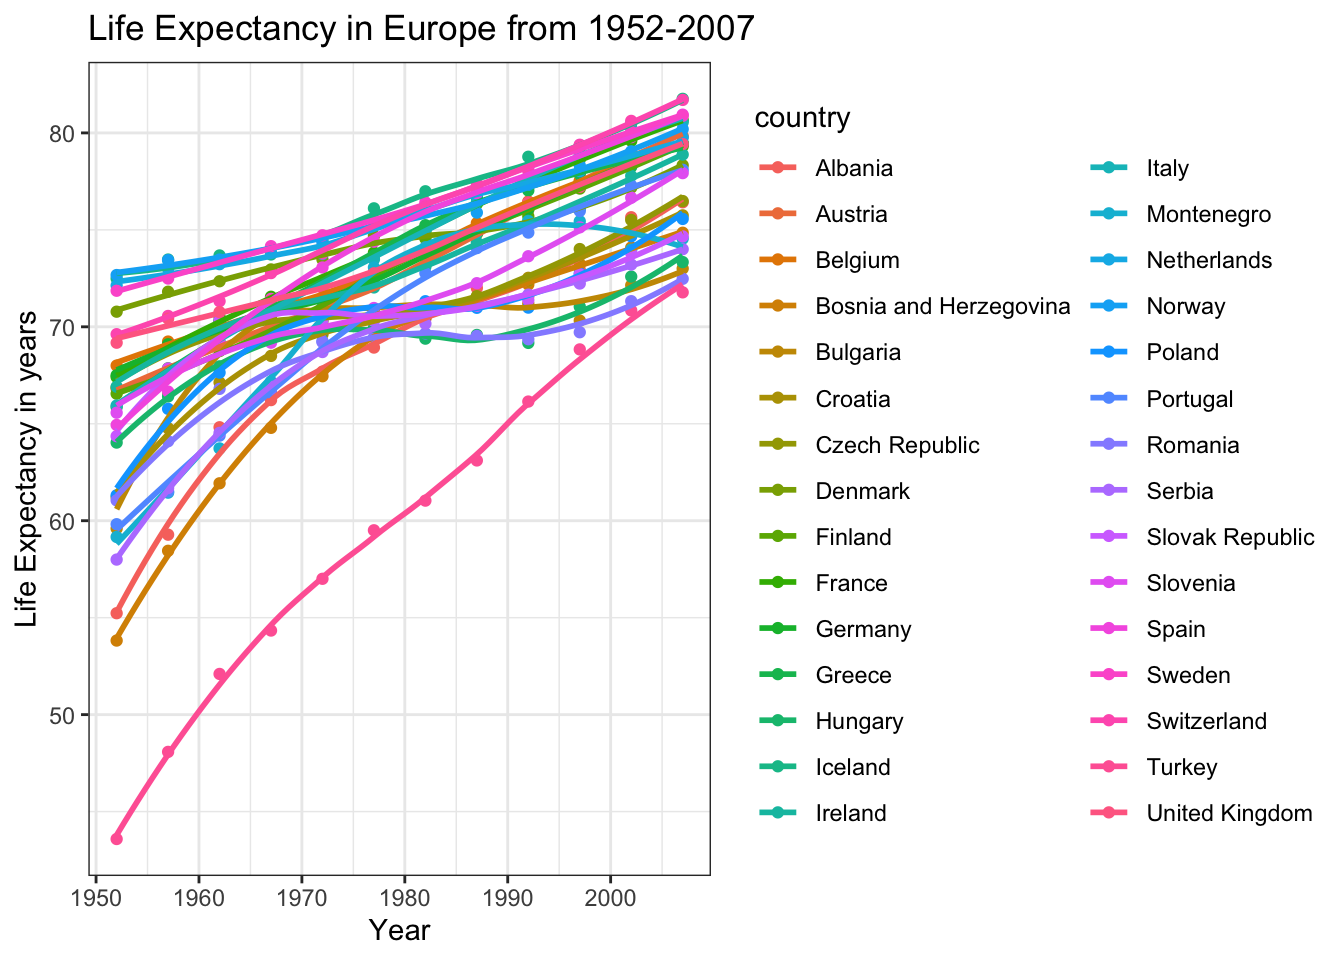 Life Expectancy in Europe from 1952-2007
Life Expectancy in years
80
70
60
50
1950
1960
1970
1980
1990
2000
Year
country
Albania
Austria
Belgium
Bosnia and Herzegovina
Bulgaria
Croatia
Czech Republic
Denmark
Finland
France
Germany
Greece
Hungary
Iceland
Ireland
Italy
Montenegro
Netherlands
Norway
Poland
Portugal
Romania
Serbia
Slovak Republic
Slovenia
Spain
Sweden
Switzerland
Turkey
United Kingdom